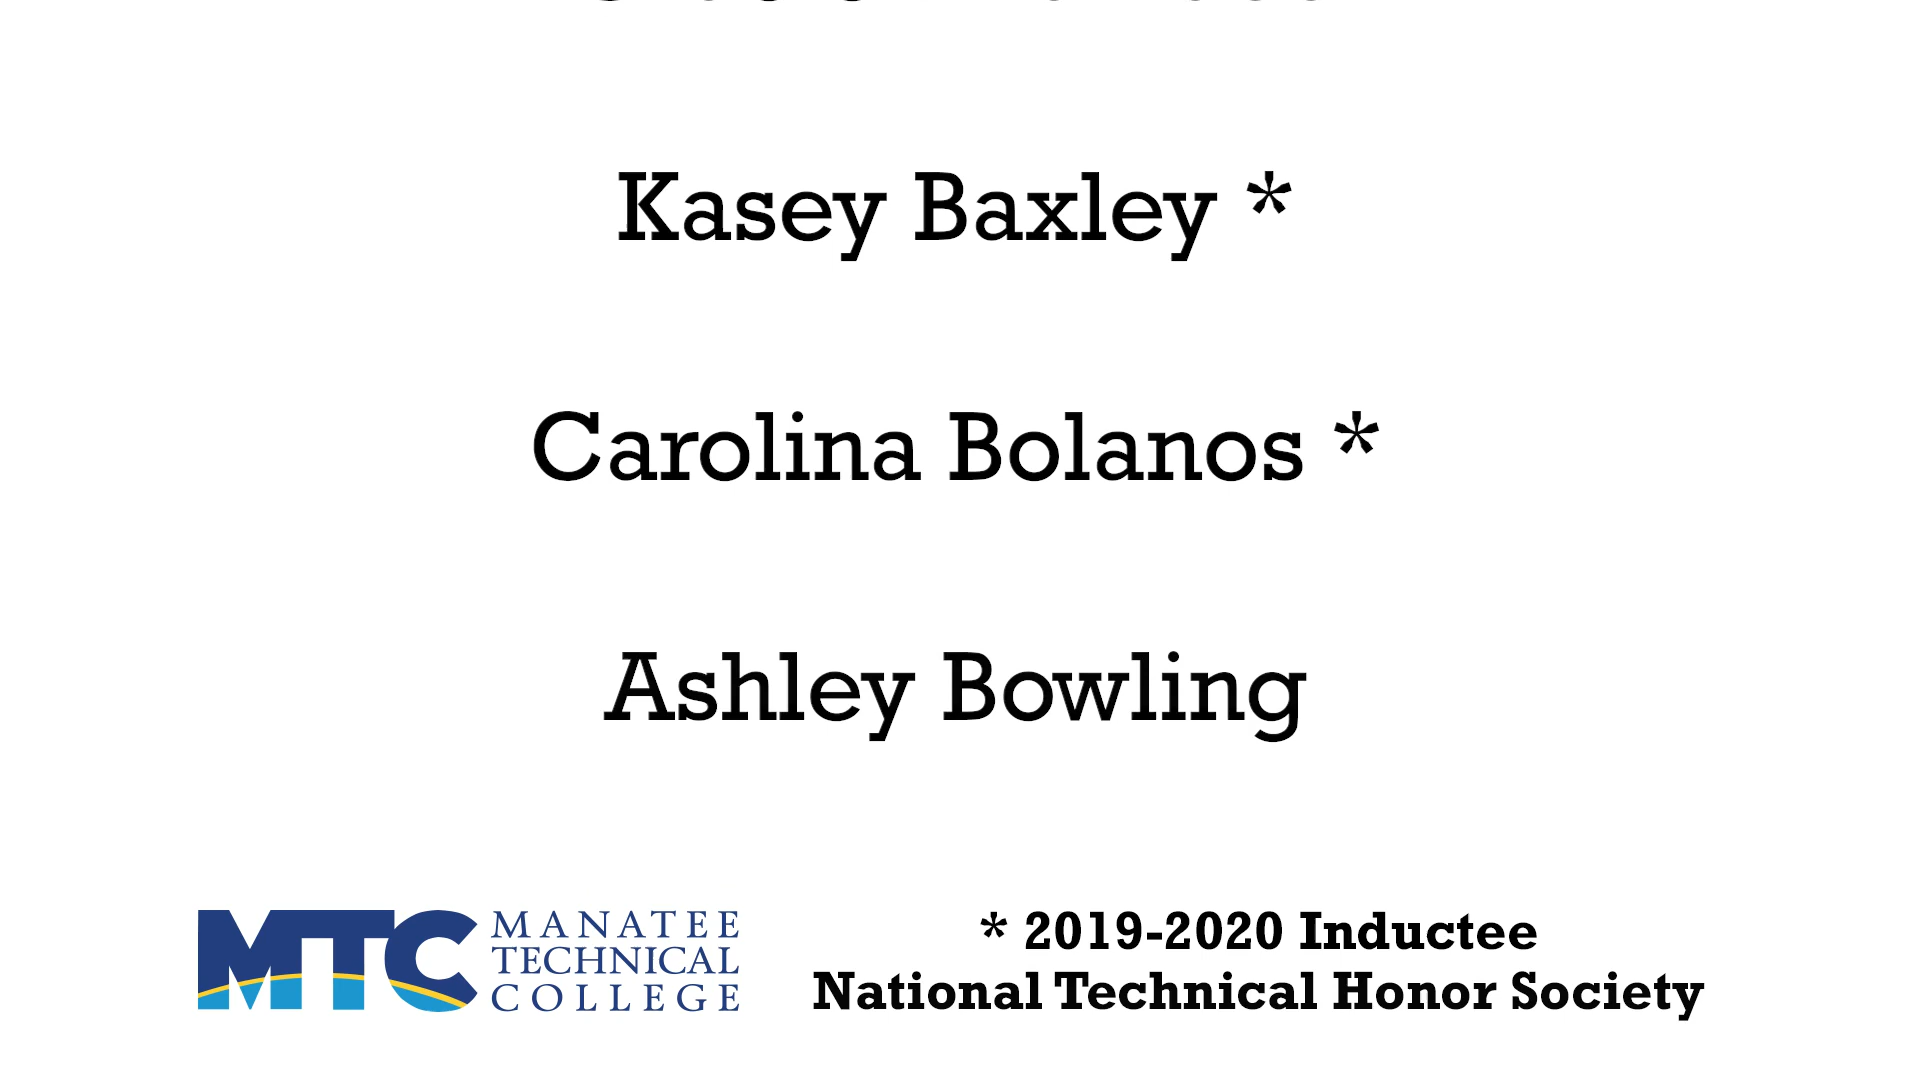 Kasey Baxley *
Carolina Bolanos *
Ashley Bowling
MTC
MANATEE
TECHNICAL
COLLEGE
* 2019-2020 Inductee
National Technical Honor Society